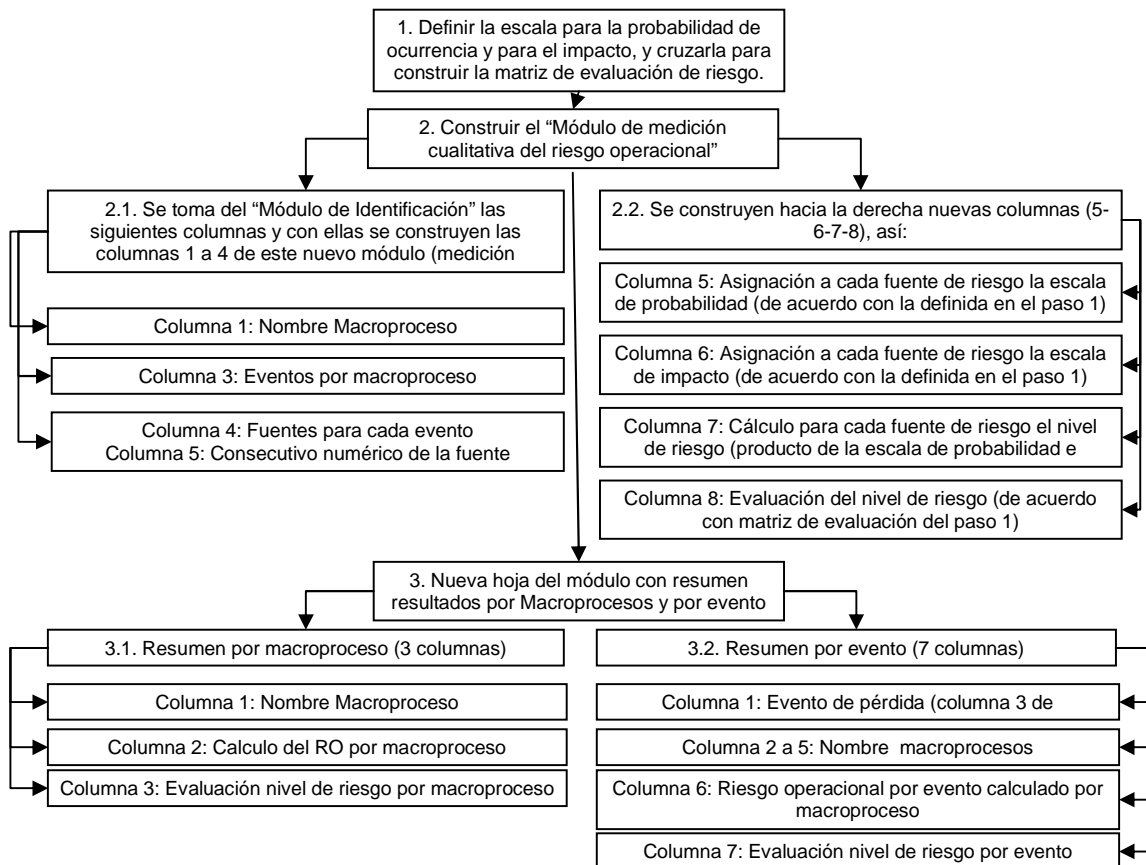 1. Definir la escala para la probabilidad de
ocurrencia y para el impacto, y cruzarla para
construir la matriz de evaluación de riesgo.
2. Construir el “Módulo de medición
cualitativa del riesgo operacional”
2.1. Se toma del “Módulo de Identificación” las
siguientes columnas y con ellas se construyen las
columnas 1 a 4 de este nuevo módulo (medición
Columna 1: Nombre Macroproceso
Columna 3: Eventos por macroproceso
Columna 4: Fuentes para cada evento
Columna 5: Consecutivo numérico de la fuente
2.2. Se construyen hacia la derecha nuevas columnas (5-
6-7-8), así:
Columna 5: Asignación a cada fuente de riesgo la escala
de probabilidad (de acuerdo con la definida en el paso 1)
Columna 6: Asignación a cada fuente de riesgo la escala
de impacto (de acuerdo con la definida en el paso 1)
Columna 7: Cálculo para cada fuente de riesgo el nivel
de riesgo (producto de la escala de probabilidad e
Columna 8: Evaluación del nivel de riesgo (de acuerdo
con matriz de evaluación del paso 1)
3. Nueva hoja del módulo con resumen
resultados por Macroprocesos y por evento
3.1. Resumen por macroproceso (3 columnas)
Columna 1: Nombre Macroproceso
Columna 2: Calculo del RO por macroproceso
Columna 3: Evaluación nivel de riesgo por macroproceso
3.2. Resumen por evento (7 columnas)
Columna 1: Evento de pérdida (columna 3 de
Columna 2 a 5: Nombre macroprocesos
Columna 6: Riesgo operacional por evento calculado por
macroproceso
Columna 7: Evaluación nivel de riesgo por evento